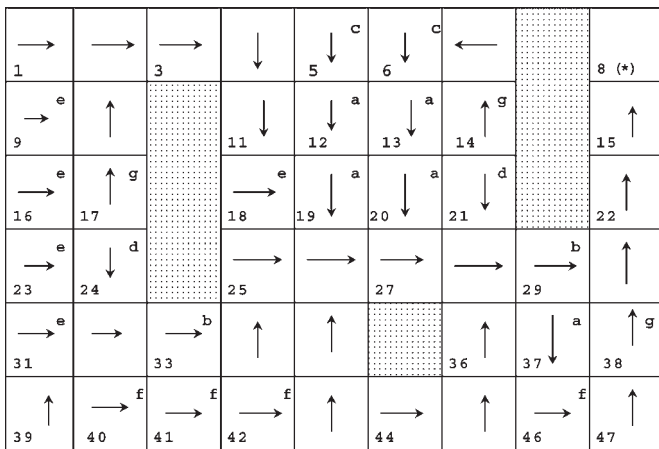 1 3 c 5 c 6 8 (*)
e 9 11 a 12 a 13 g 14 15
e 16 g 17 e 18 a 19 a 20 d 21 22
e 23 d 24 25 27 b 29
e 31 b 33 36 a 37 g 38
39 f 40 f 41 f 42 44 f 46 47